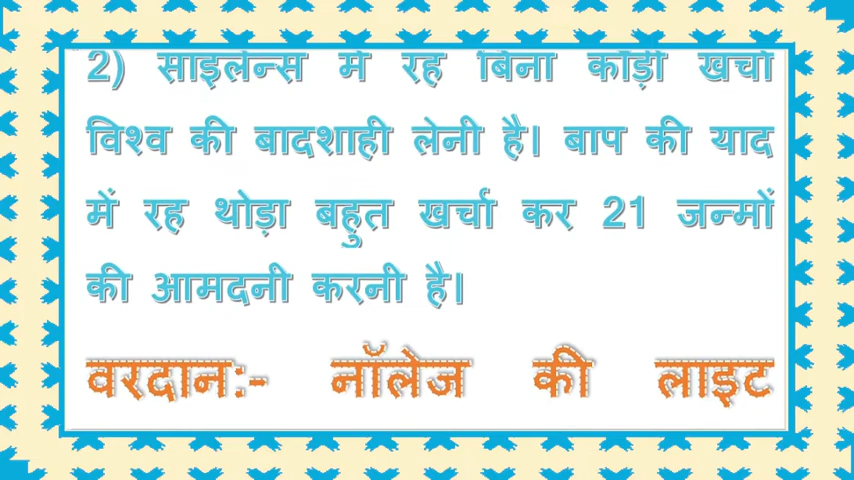 2) साइलेन्स में रह बिना कौड़ी खर्चा
विश्व की बादशाही लेनी है। बाप की याद
में रह थोड़ा बहुत खर्चा कर 21 जन्मों
की आमदनी करनी है।
वरदान:- नॉलेज की लाइट